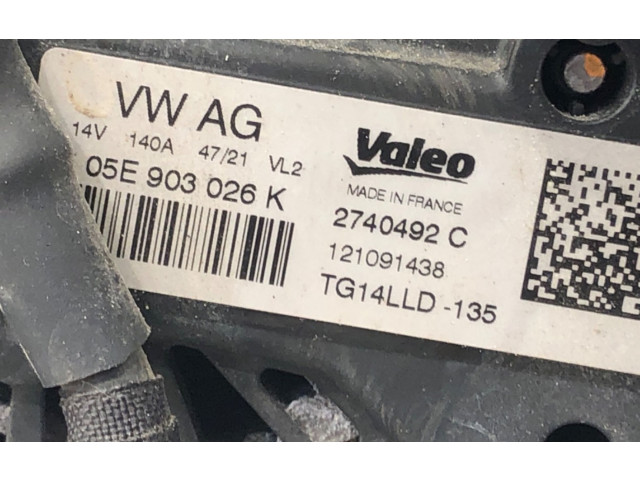 VW AG
14V 140A 47/21 VL2
05E 903 026 K
Valeo
MADE IN FRANCE
2740492 C
121091438
TG14LLD -135